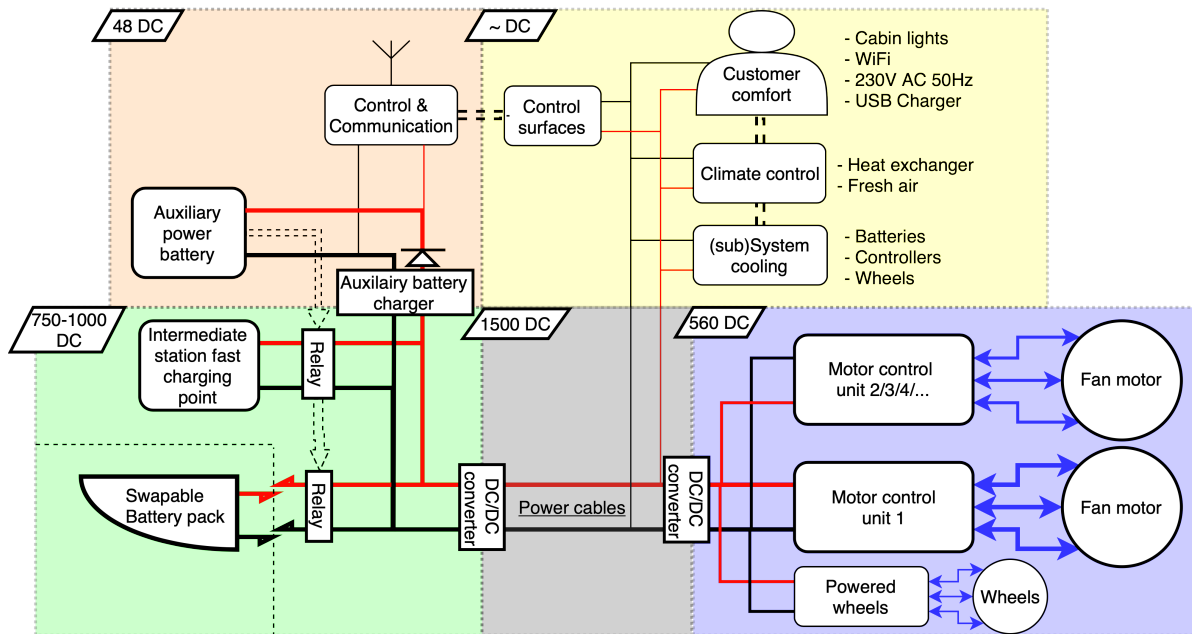 48 DC
~ DC
Control &
Communication
Control
surfaces
Customer
comfort
- Cabin lights
- WiFi
- 230V AC 50Hz
- USB Charger
Climate control
- Heat exchanger
- Fresh air
Auxiliary
power
battery
(sub)System
cooling
- Batteries
- Controllers
- Wheels
Auxilairy battery
charger
750-1000
DC
1500 DC
560 DC
Intermediate
station fast
charging
point
Relay
Motor control
unit 2/3/4/...
Fan motor
Swapable
Battery pack
Relay
DC/DC
converter
Power cables
DC/DC
converter
Motor control
unit 1
Fan motor
Powered
wheels
Wheels